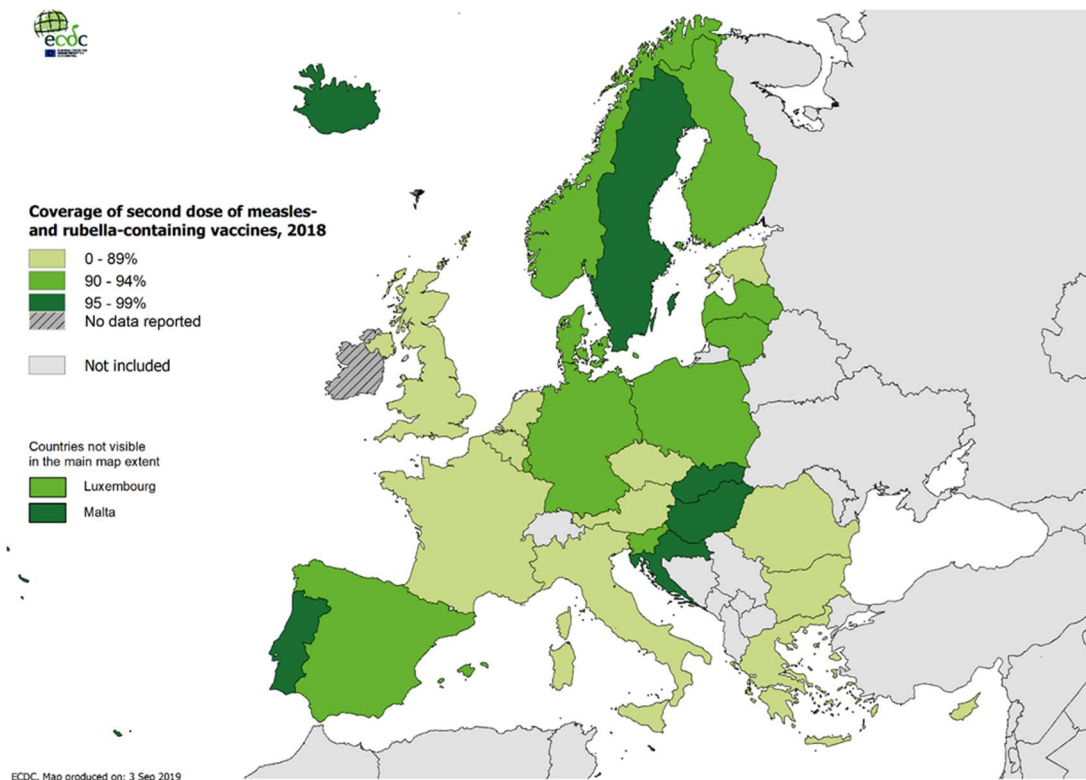 ecdc
Coverage of second dose of measles-
and rubella-containing vaccines, 2018
0 - 89%
90 - 94%
95 - 99%
No data reported
Not included
Countries not visible
in the main map extent
Luxembourg
Malta
ECDC. Map produced on: 3 Sep 2019